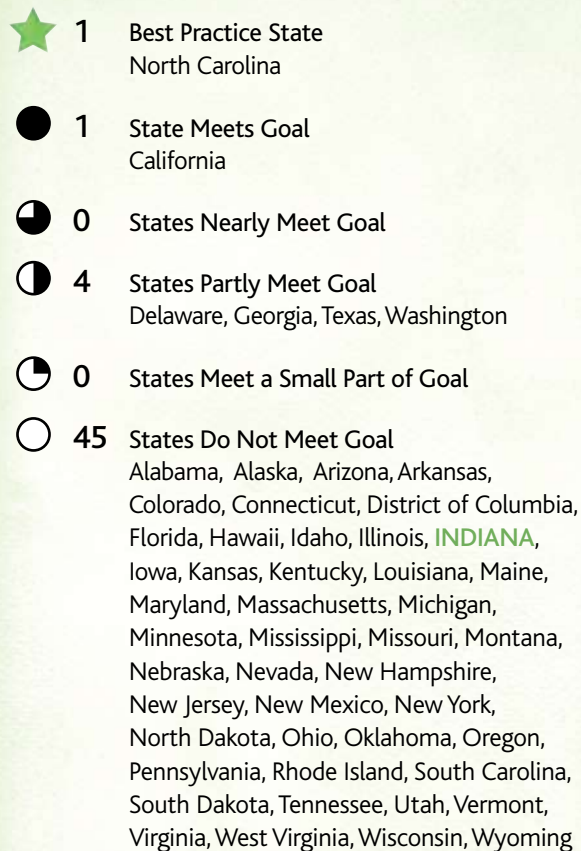 1 Best Practice State
North Carolina
1 State Meets Goal
California
0 States Nearly Meet Goal
4 States Partly Meet Goal
Delaware, Georgia, Texas, Washington
0 States Meet a Small Part of Goal
45 States Do Not Meet Goal
Alabama, Alaska, Arizona, Arkansas,
Colorado, Connecticut, District of Columbia,
Florida, Hawaii, Idaho, Illinois, INDIANA,
Iowa, Kansas, Kentucky, Louisiana, Maine,
Maryland, Massachusetts, Michigan,
Minnesota, Mississippi, Missouri, Montana,
Nebraska, Nevada, New Hampshire,
New Jersey, New Mexico, New York,
North Dakota, Ohio, Oklahoma, Oregon,
Pennsylvania, Rhode Island, South Carolina,
South Dakota, Tennessee, Utah, Vermont,
Virginia, West Virginia, Wisconsin, Wyoming